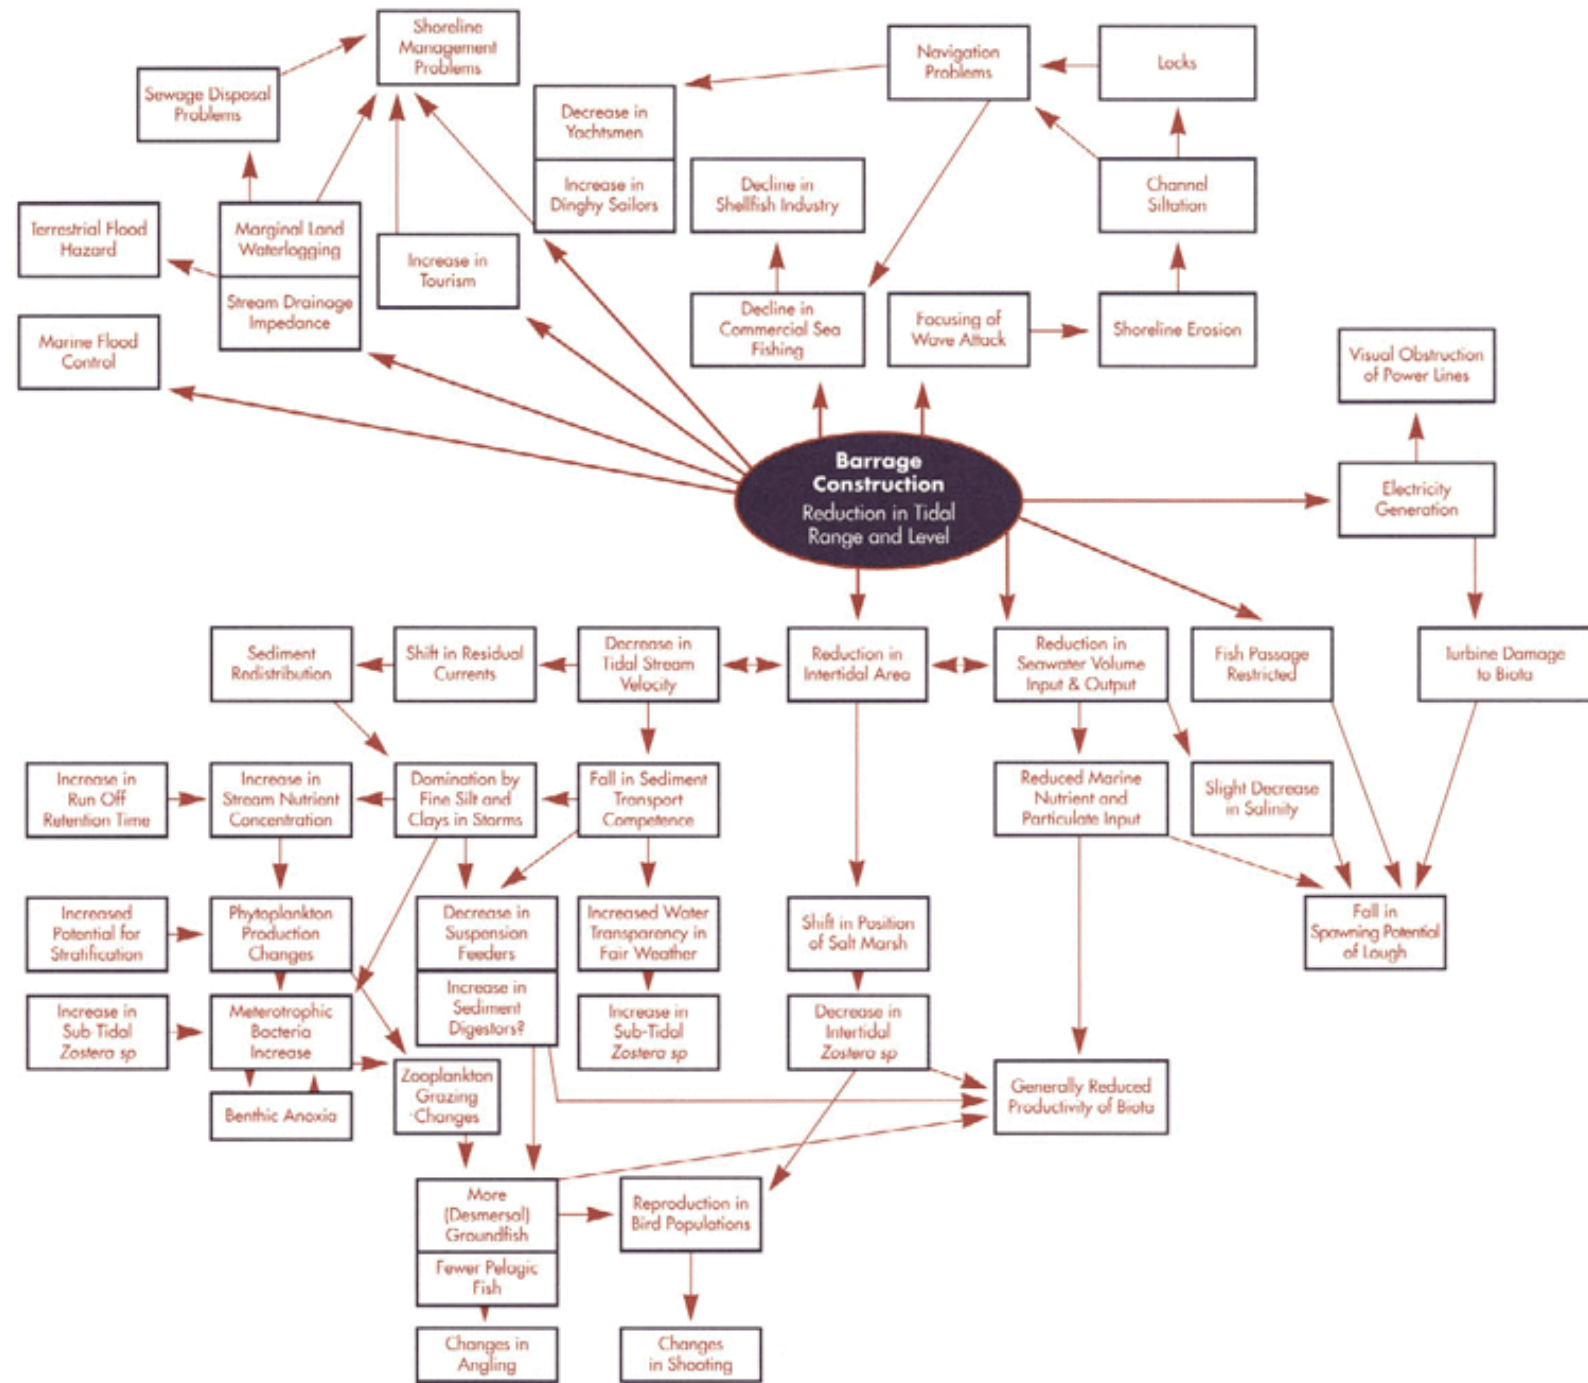 Shoreline
Management
Problems
Navigation
Problems
Locks
Sewage Disposal
Problems
Decrease in
Yachtsmen
Increase in
Dinghy Sailors
Decline in
Shellfish Industry
Channel
Siltation
Terrestrial Flood
Hazard
Marginal Land
Waterlogging
Stream Drainage
Impedance
Increase in
Tourism
Marine Flood
Control
Decline in
Commercial Sea
Fishing
Focusing of
Wave Attack
Shoreline Erosion
Visual Obstruction
of Power Lines
Barrage
Construction
Reduction in Tidal
Range and Level
Electricity
Generation
Sediment
Redistribution
Shift in Residual
Currents
Decrease in
Tidal Stream
Velocity
Reduction in
Intertidal Area
Reduction in
Seawater Volume
Input & Output
Fish Passage
Restricted
Turbine Damage
to Biota
Increase in
Run Off
Retention Time
Increase in
Stream Nutrient
Concentration
Domination by
Fine Silt and
Clays in Storms
Fall in Sediment
Transport
Competence
Reduced Marine
Nutrient and
Particulate Input
Slight Decrease
in Salinity
Increased
Potential for
Stratification
Phytoplankton
Production
Changes
Decrease in
Suspension
Feeders
Increase in
Sediment
Digestors?
Increased Water
Transparency in
Fair Weather
Shift in Position
of Salt Marsh
Fall in
Spawning Potential
of Lough
Increase in
Sub-Tidal
Zostera sp
Meterotrophic
Bacteria
Increase
Increase in
Sub-Tidal
Zostera sp
Decrease in
Intertidal
Zostera sp
Benthic Anoxia
Zooplankton
Grazing
Changes
Generally Reduced
Productivity of Biota
More
(Desmersal)
Groundfish
Fewer Pelagic
Fish
Reproduction in
Bird Populations
Changes in
Angling
Changes
in Shooting